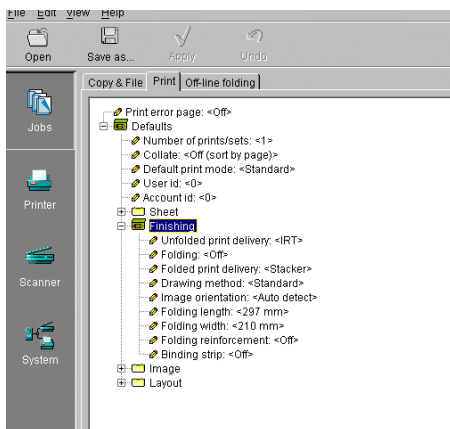 File Edit View Help
Open Save as... Apply Undo
Copy & File Print Off-line folding
Jobs
Printer
Scanner
System
Print error page: <Off>
Defaults
Number of prints/sets: <1>
Collate: <Off (sort by page)>
Default print mode: <Standard>
User id: <0>
Account id: <0>
Sheet
Finishing
Unfolded print delivery: <IRT>
Folding: <Off>
Folded print delivery: <Stacker>
Drawing method: <Standard>
Image orientation: <Auto detect>
Folding length: <297 mm>
Folding width: <210 mm>
Folding reinforcement: <Off>
Binding strip: <Off>
Image
Layout